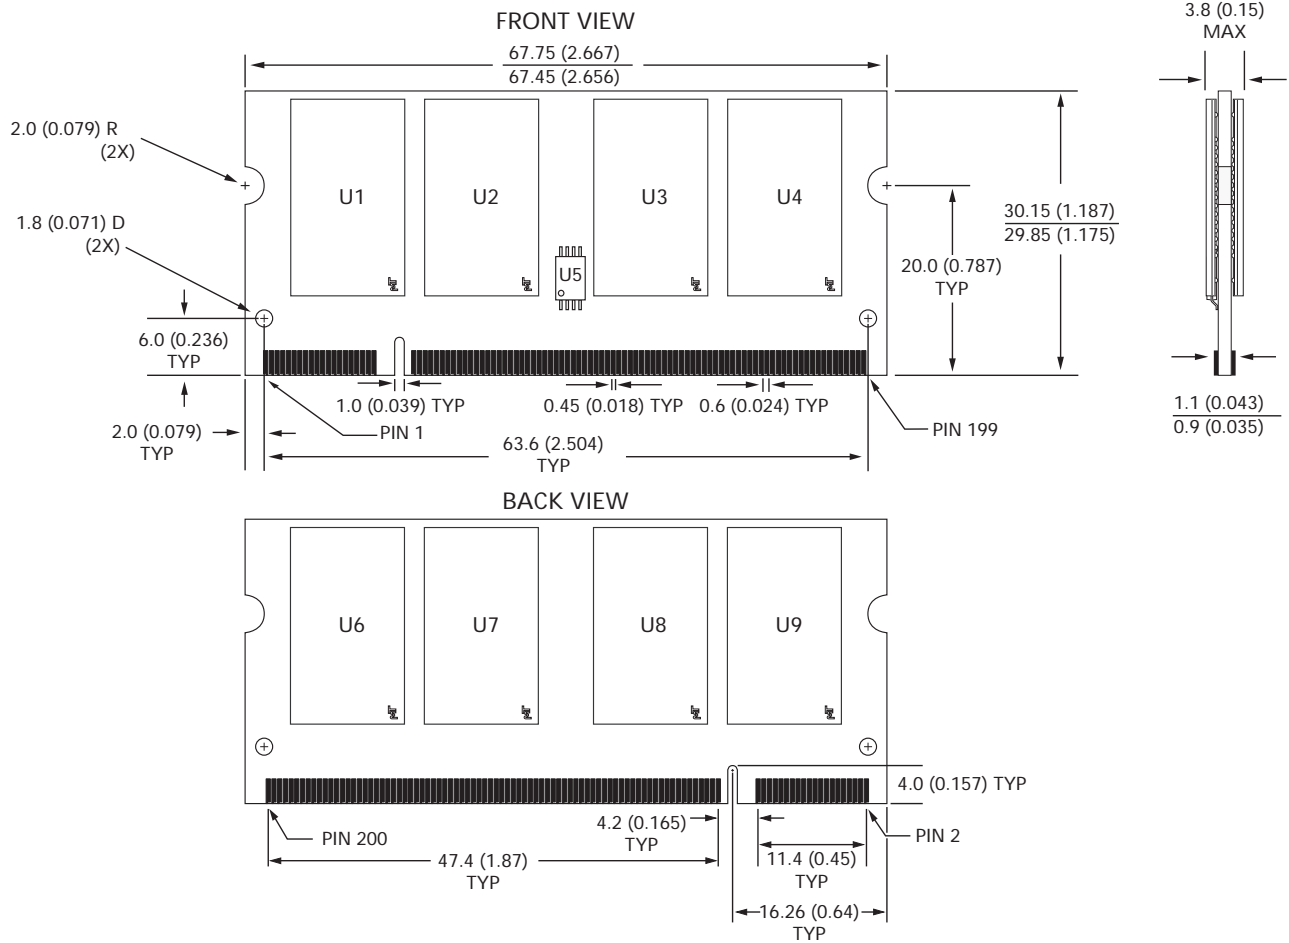 FRONT VIEW
3.8 (0.15)
MAX
67.75 (2.667)
67.45 (2.656)
2.0 (0.079) R
(2X)
U1
U2
U3
U4
1.8 (0.071) D
(2X)
30.15 (1.187)
29.85 (1.175)
U5
20.0 (0.787)
TYP
6.0 (0.236)
TYP
1.0 (0.039) TYP
0.45 (0.018) TYP
0.6 (0.024) TYP
1.1 (0.043)
0.9 (0.035)
2.0 (0.079)
TYP
PIN 1
PIN 199
63.6 (2.504)
TYP
BACK VIEW
U6
U7
U8
U9
4.0 (0.157) TYP
PIN 200
4.2 (0.165)
TYP
PIN 2
47.4 (1.87)
TYP
11.4 (0.45)
TYP
16.26 (0.64)
TYP